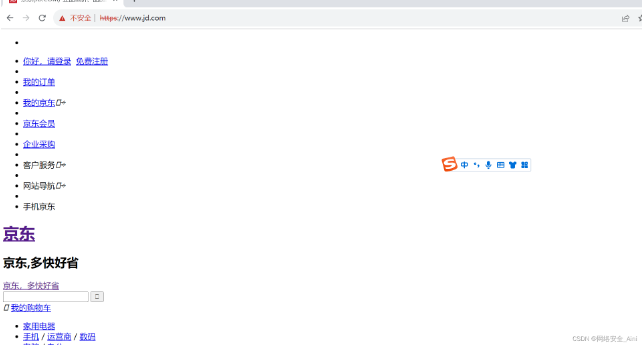 不安全 https://www.jd.com
你好，请登录 免费注册
我的订单
我的京东
京东会员
企业采购
客户服务
网站导航
手机京东
京东
京东,多快好省
京东，多快好省
我的购物车
家用电器
手机 / 运营商 / 数码
中
CSDN @网络安全_Aini